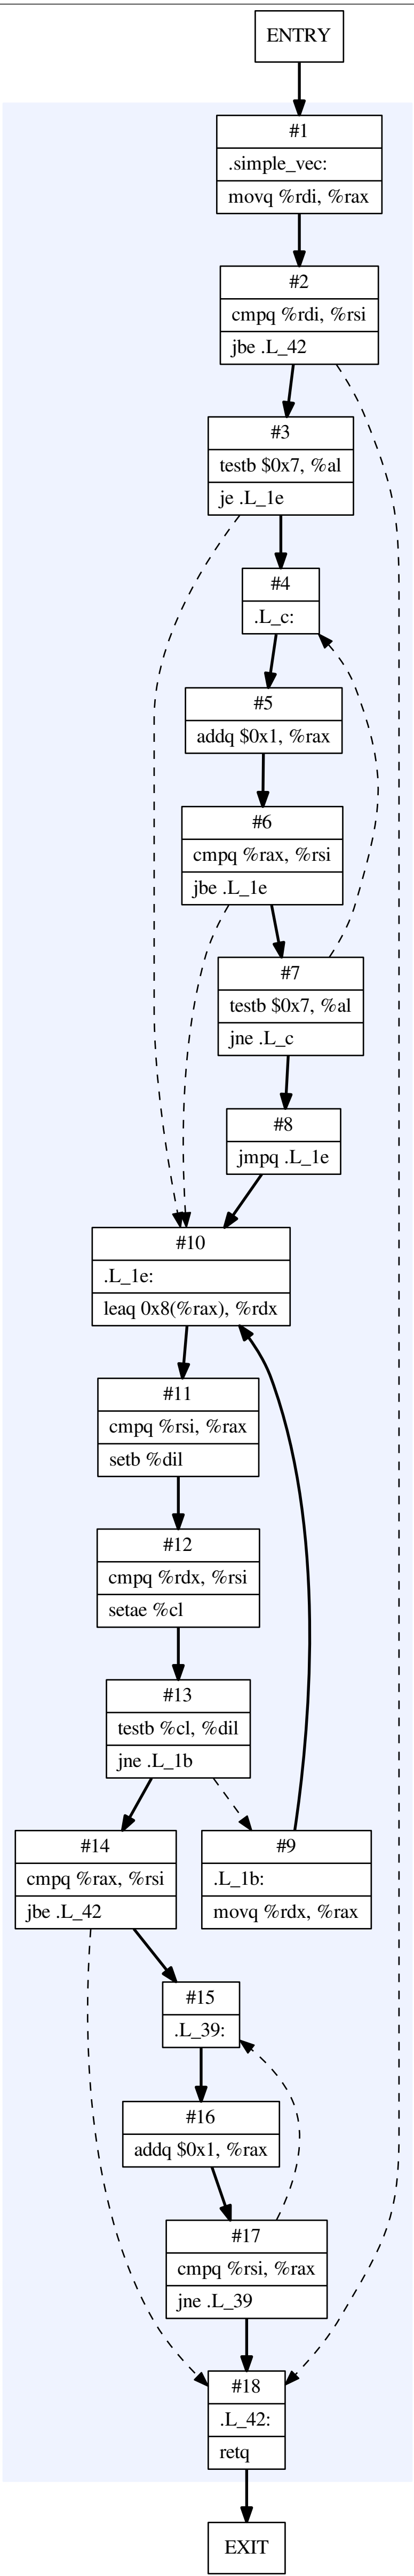 ENTRY
#1
.simple_vec:
movq %rdi, %rax
#2
cmpq %rdi, %rsi
jbe .L_42
#3
testb $0x7, %al
je .L_1e
#4
.L_c:
#5
addq $0x1, %rax
#6
cmpq %rax, %rsi
jbe .L_1e
#7
testb $0x7, %al
jne .L_c
#8
jmpq .L_1e
#10
.L_1e:
leaq 0x8(%rax), %rdx
#11
cmpq %rsi, %rax
setb %dil
#12
cmpq %rdx, %rsi
setae %cl
#13
testb %cl, %dil
jne .L_1b
#14
cmpq %rax, %rsi
jbe .L_42
#9
.L_1b:
movq %rdx, %rax
#15
.L_39:
#16
addq $0x1, %rax
#17
cmpq %rsi, %rax
jne .L_39
#18
.L_42:
retq
EXIT